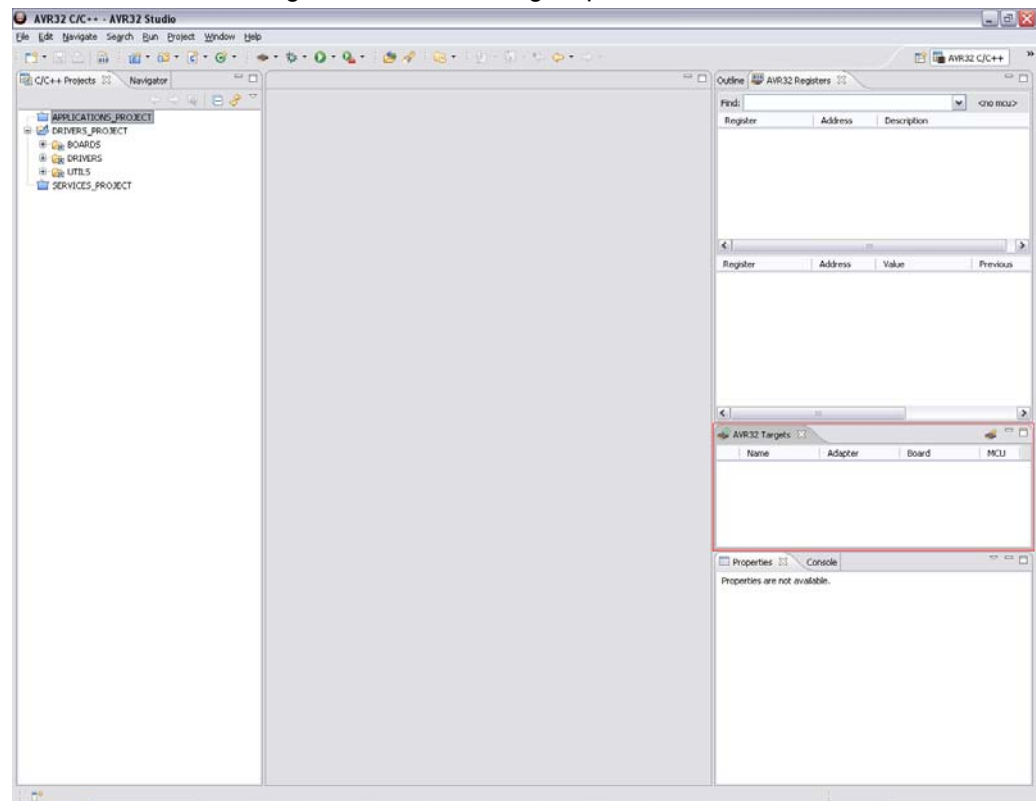 AVR32 C/C++ - AVR32 Studio
File Edit Navigate Search Run Project Window Help
AVR32 C/C++
C/C++ Projects Navigator
Outline AVR32 Registers
Find: <no mcu>
Register Address Description
APPLICATIONS_PROJECT
DRIVERS_PROJECT
BOARDS
DRIVERS
UTILS
SERVICES_PROJECT
Register Address Value Previous
AVR32 Targets
Name Adapter Board MCU
Properties Console
Properties are not available.